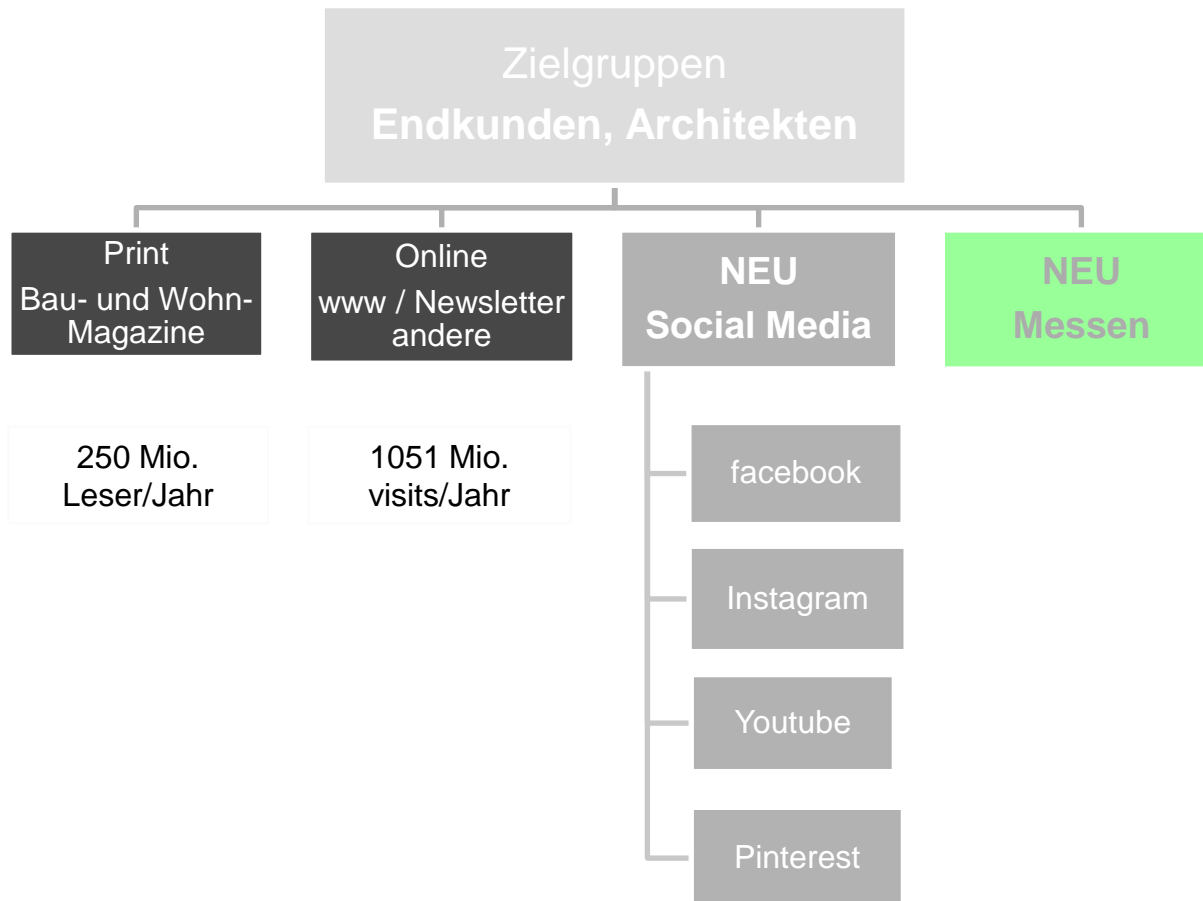 Zielgruppen
Endkunden, Architekten
Print
Bau- und Wohn-
Magazine
Online
www / Newsletter
andere
NEU
Social Media
NEU
Messen
250 Mio.
Leser/Jahr
1051 Mio.
visits/Jahr
facebook
Instagram
Youtube
Pinterest